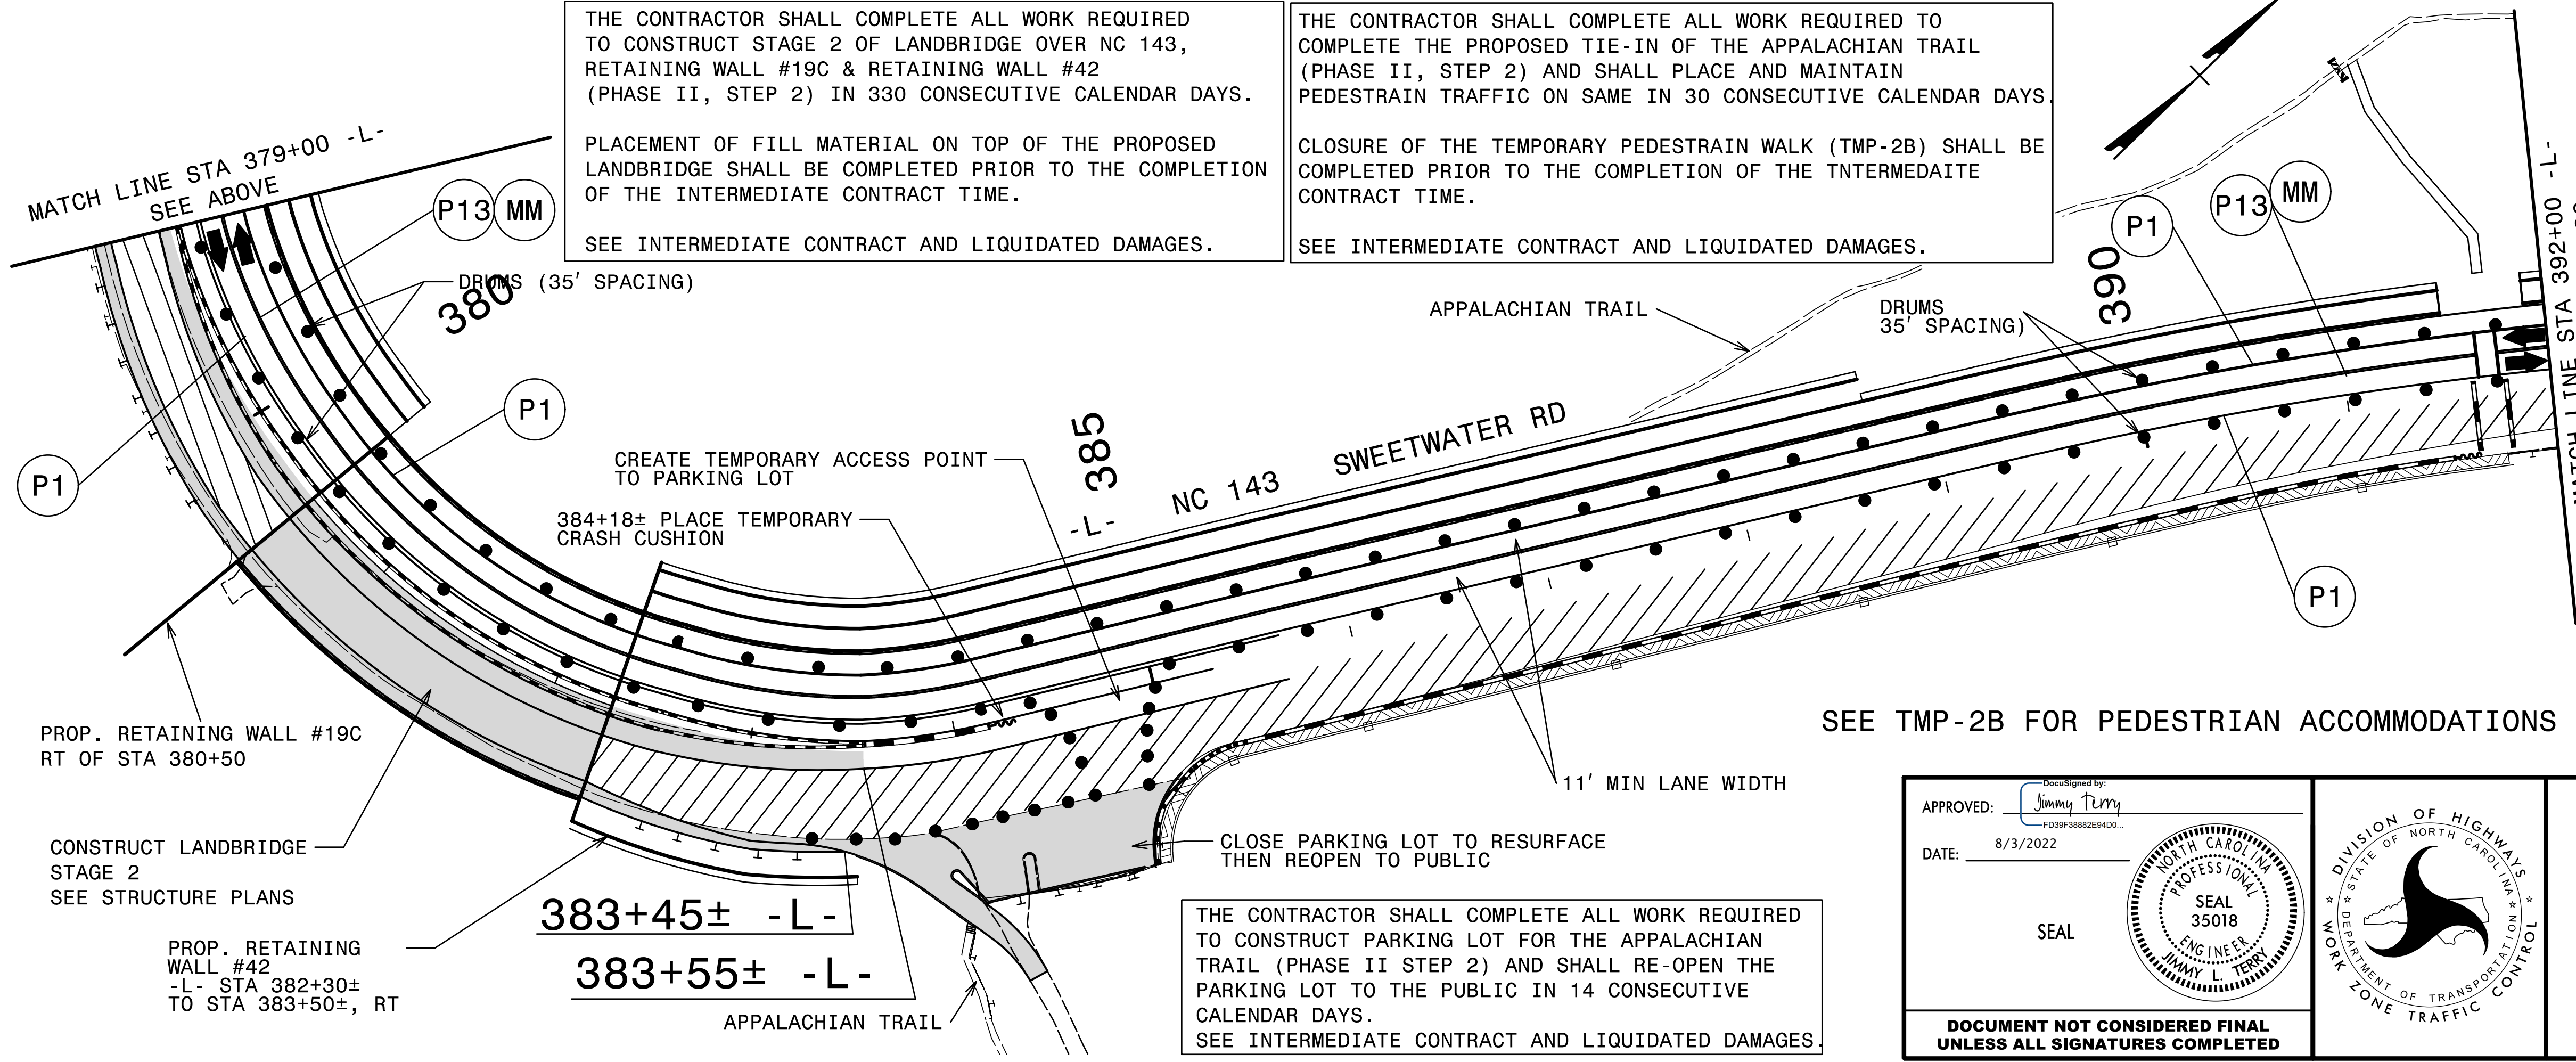 THE CONTRACTOR SHALL COMPLETE ALL WORK REQUIRED
TO CONSTRUCT STAGE 2 OF LANDBRIDGE OVER NC 143,
RETAINING WALL #19C & RETAINING WALL #42
(PHASE II, STEP 2) IN 330 CONSECUTIVE CALENDAR DAYS.
PLACEMENT OF FILL MATERIAL ON TOP OF THE PROPOSED
LANDBRIDGE SHALL BE COMPLETED PRIOR TO THE COMPLETION
OF THE INTERMEDIATE CONTRACT TIME.
SEE INTERMEDIATE CONTRACT AND LIQUIDATED DAMAGES.
THE CONTRACTOR SHALL COMPLETE ALL WORK REQUIRED TO
COMPLETE THE PROPOSED TIE-IN OF THE APPALACHIAN TRAIL
(PHASE II, STEP 2) AND SHALL PLACE AND MAINTAIN
PEDESTRAIN TRAFFIC ON SAME IN 30 CONSECUTIVE CALENDAR DAYS.
CLOSURE OF THE TEMPORARY PEDESTRAIN WALK (TMP-2B) SHALL BE
COMPLETED PRIOR TO THE COMPLETION OF THE TNTERMEDAITE
CONTRACT TIME.
SEE INTERMEDIATE CONTRACT AND LIQUIDATED DAMAGES.
MATCH LINE STA 379+00 -L-
SEE ABOVE
P13 MM
DRUMS (35' SPACING)
380
P1
P1
CREATE TEMPORARY ACCESS POINT
TO PARKING LOT
384+18± PLACE TEMPORARY
CRASH CUSHION
-L- 385
NC 143 SWEETWATER RD
APPALACHIAN TRAIL
DRUMS
35' SPACING)
390
P1
P13 MM
MATCH LINE STA 392+00 -L-
P1
PROP. RETAINING WALL #19C
RT OF STA 380+50
CONSTRUCT LANDBRIDGE
STAGE 2
SEE STRUCTURE PLANS
PROP. RETAINING
WALL #42
-L- STA 382+30±
TO STA 383+50±, RT
383+45± -L-
383+55± -L-
APPALACHIAN TRAIL
11' MIN LANE WIDTH
CLOSE PARKING LOT TO RESURFACE
THEN REOPEN TO PUBLIC
THE CONTRACTOR SHALL COMPLETE ALL WORK REQUIRED
TO CONSTRUCT PARKING LOT FOR THE APPALACHIAN
TRAIL (PHASE II STEP 2) AND SHALL RE-OPEN THE
PARKING LOT TO THE PUBLIC IN 14 CONSECUTIVE
CALENDAR DAYS.
SEE INTERMEDIATE CONTRACT AND LIQUIDATED DAMAGES.
SEE TMP-2B FOR PEDESTRIAN ACCOMMODATIONS
DocuSigned by:
APPROVED: Jimmy Terry
FD39F38882E94D0...
DATE: 8/3/2022
SEAL
NORTH CAROLINA
PROFESSIONAL
SEAL
35018
ENGINEER
JIMMY L. TERRY
DOCUMENT NOT CONSIDERED FINAL
UNLESS ALL SIGNATURES COMPLETED
DIVISION OF HIGHWAYS
STATE OF NORTH CAROLINA
DEPARTMENT OF TRANSPORTATION
WORK ZONE TRAFFIC CONTROL